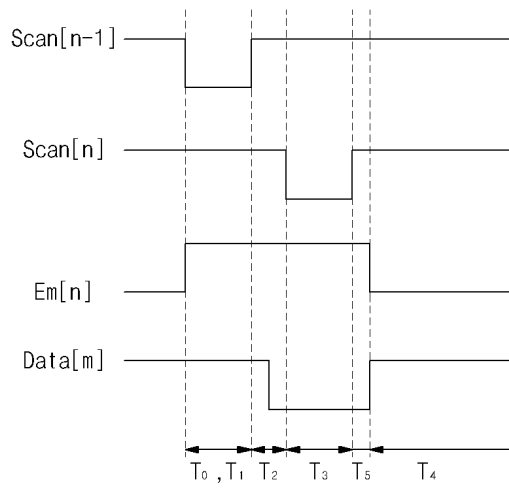 Scan[n-1]
Scan[n]
Em[n]
Data[m]
T₀ ,T₁ T₂ T₃ T₅ T₄